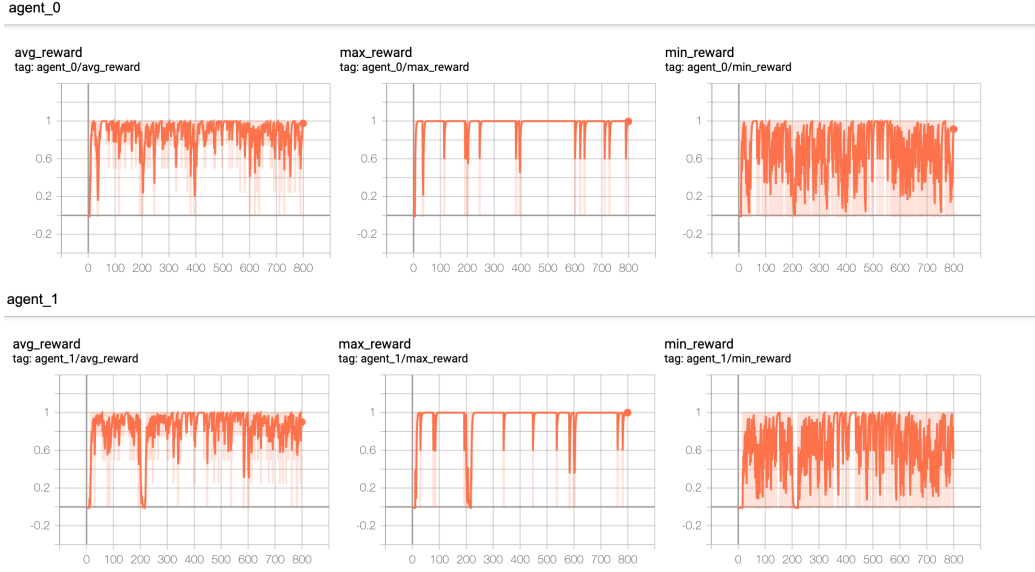 agent_0
avg_reward max_reward min_reward
tag: agent_0/avg_reward tag: agent_0/max_reward tag: agent_0/min_reward
1 1 1
0.6 0.6 0.6
0.2 0.2 0.2
-0.2 -0.2 -0.2
0 100 200 300 400 500 600 700 800 0 100 200 300 400 500 600 700 800 0 100 200 300 400 500 600 700 800
agent_1
avg_reward max_reward min_reward
tag: agent_1/avg_reward tag: agent_1/max_reward tag: agent_1/min_reward
1 1 1
0.6 0.6 0.6
0.2 0.2 0.2
-0.2 -0.2 -0.2
0 100 200 300 400 500 600 700 800 0 100 200 300 400 500 600 700 800 0 100 200 300 400 500 600 700 800